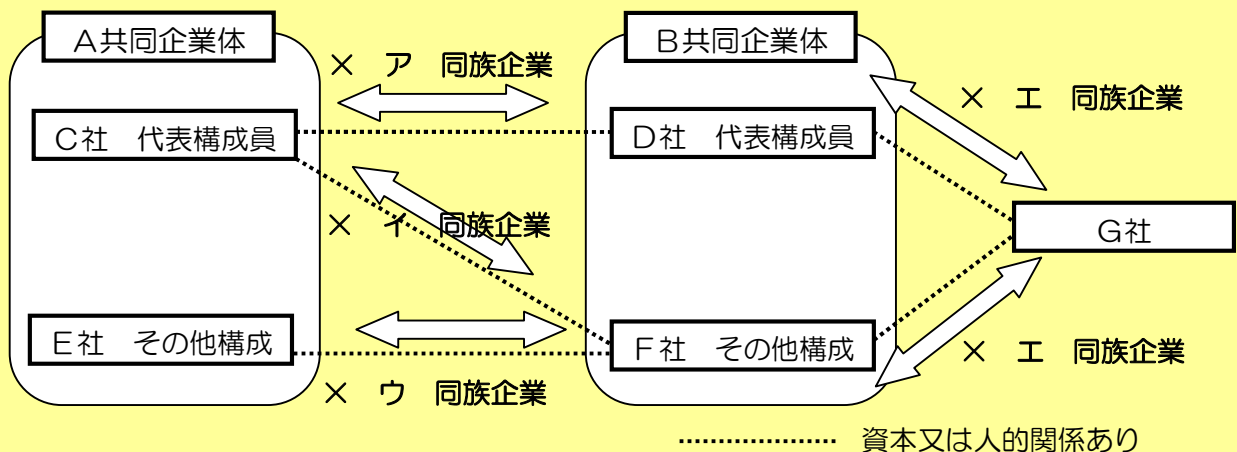 A共同企業体
B共同企業体
× ア 同族企業
× エ 同族企業
C社 代表構成員
D社 代表構成員
× イ 同族企業
G社
E社 その他構成
F社 その他構成
× エ 同族企業
× ウ 同族企業
資本又は人的関係あり